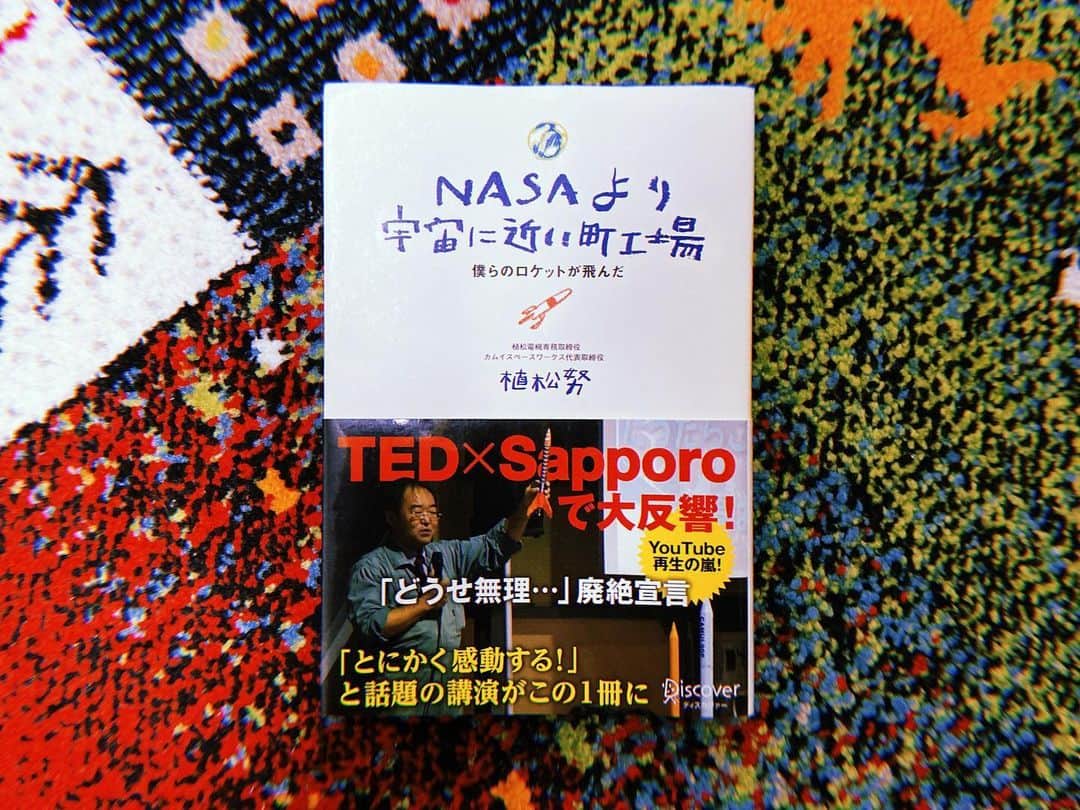 NASAより
宇宙に近い町工場
僕らのロケットが飛んだ
植松電機専務取締役
カムイスペースワークス代表取締役
植松努
TED×Sapporo
で大反響!
YouTube
再生の嵐!
「どうせ無理…」廃絶宣言
「とにかく感動する!」
と話題の講演がこの1冊に
Discover
ディスカヴァー